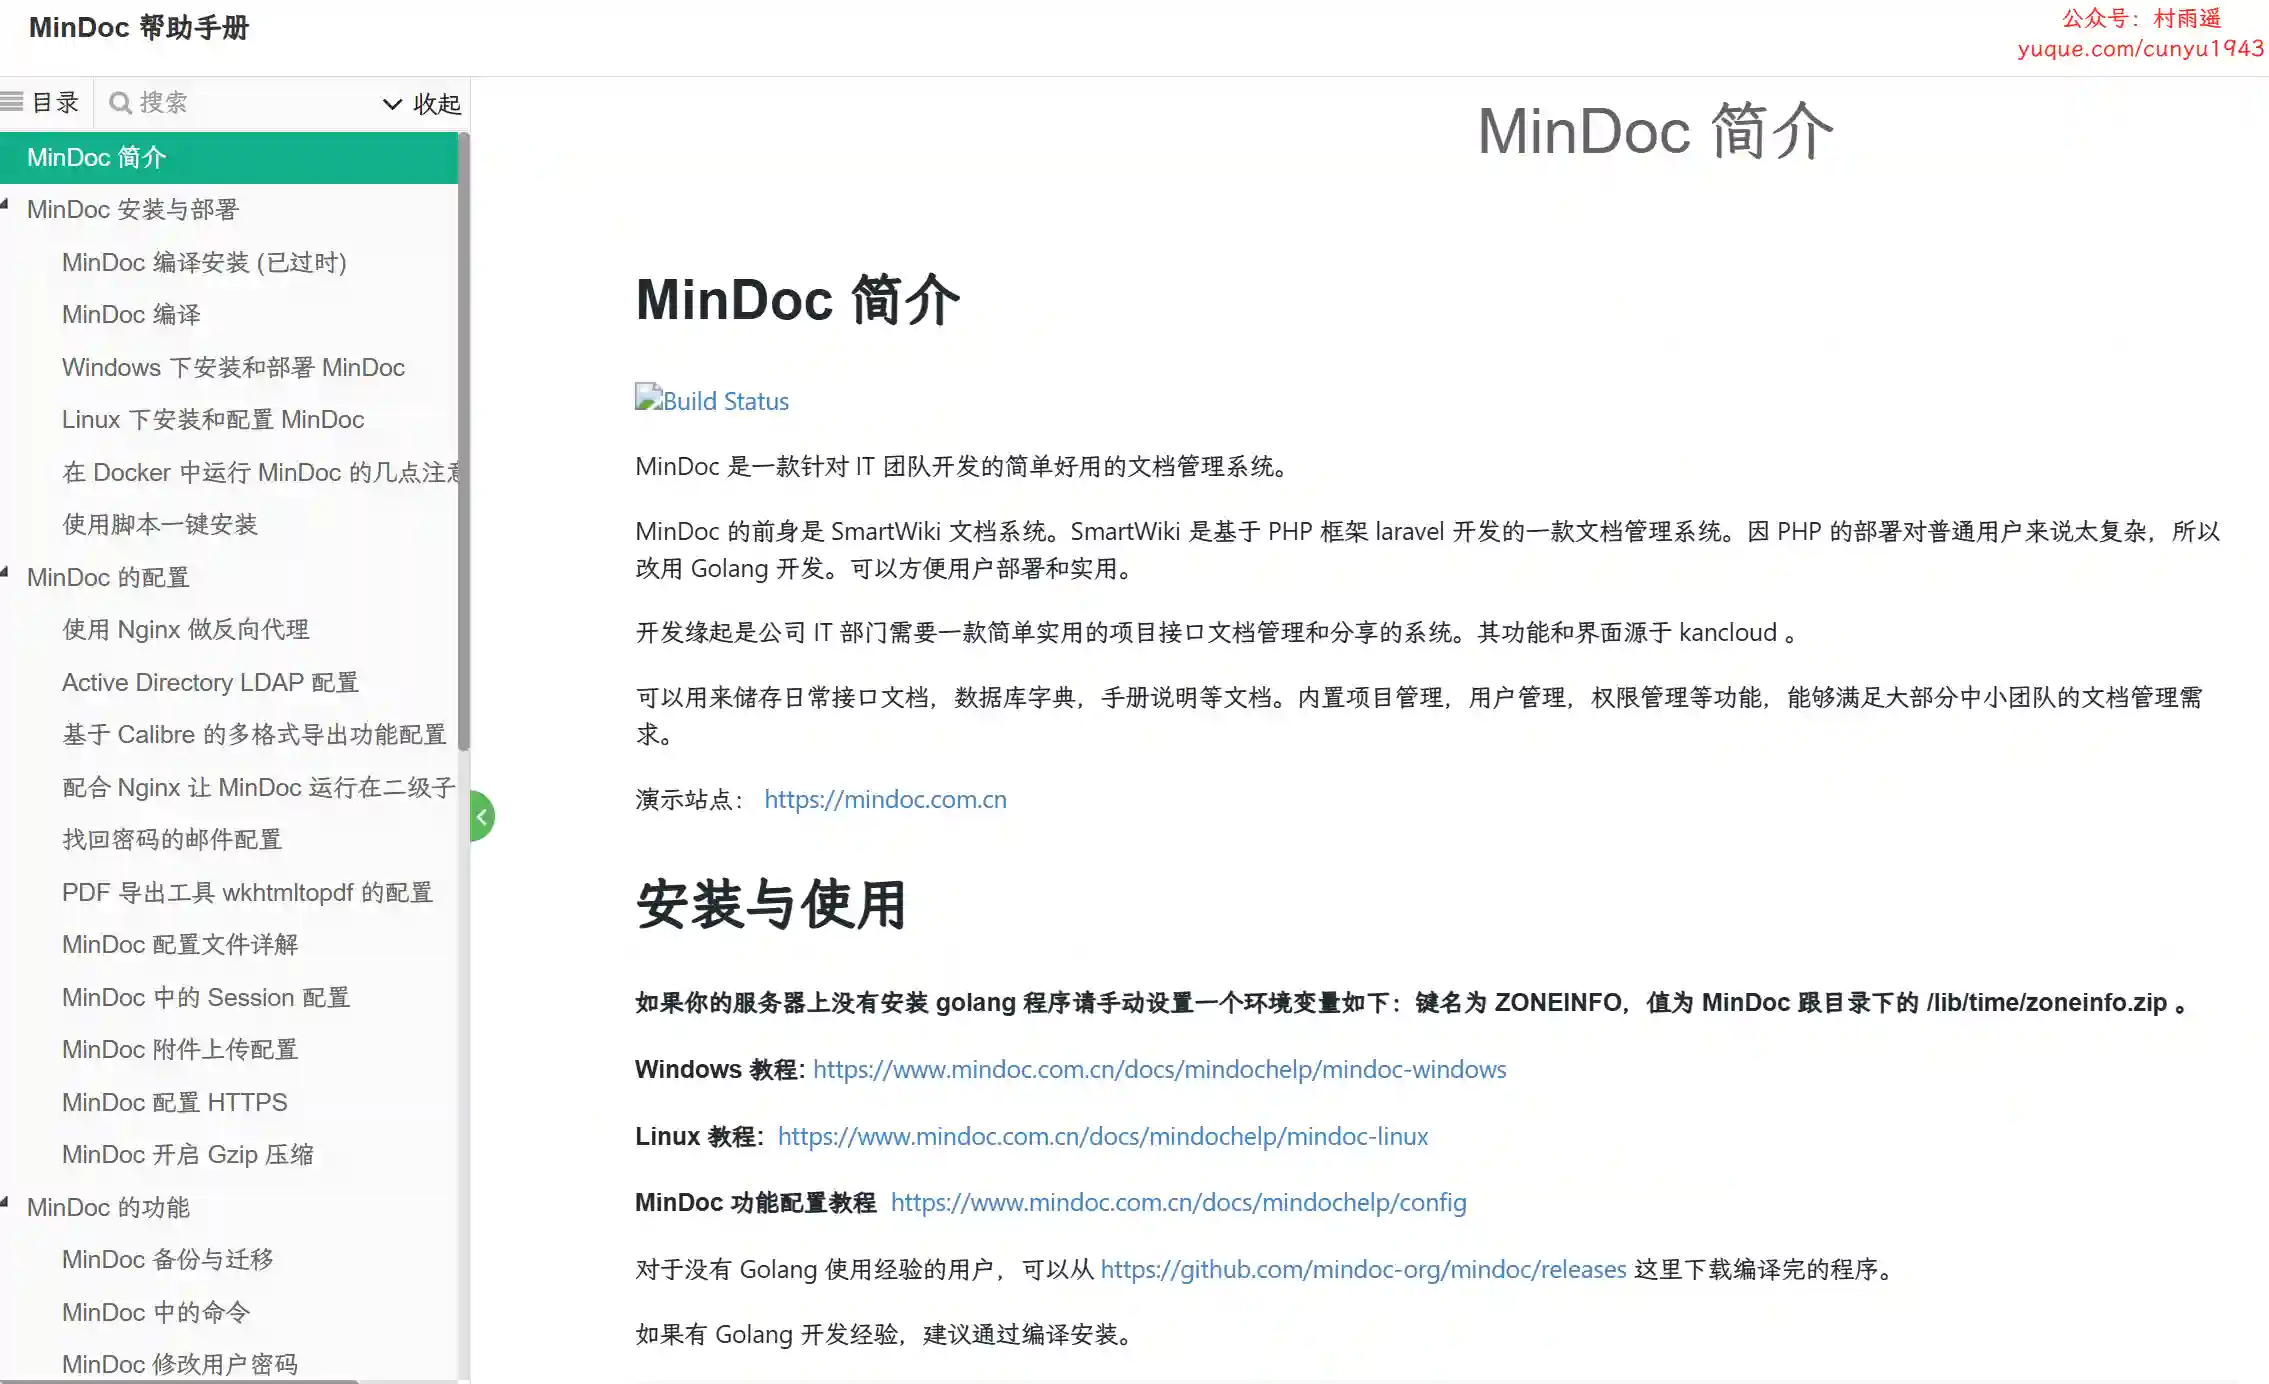 MinDoc 帮助手册
公众号：村雨遥
yuque.com/cunyu1943
目录
搜索
收起
MinDoc 简介
MinDoc 安装与部署
MinDoc 编译安装 (已过时)
MinDoc 编译
Windows 下安装和部署 MinDoc
Linux 下安装和配置 MinDoc
在 Docker 中运行 MinDoc 的几点注意
使用脚本一键安装
MinDoc 的配置
使用 Nginx 做反向代理
Active Directory LDAP 配置
基于 Calibre 的多格式导出功能配置
配合 Nginx 让 MinDoc 运行在二级子
找回密码的邮件配置
PDF 导出工具 wkhtmltopdf 的配置
MinDoc 配置文件详解
MinDoc 中的 Session 配置
MinDoc 附件上传配置
MinDoc 配置 HTTPS
MinDoc 开启 Gzip 压缩
MinDoc 的功能
MinDoc 备份与迁移
MinDoc 中的命令
MinDoc 修改用户密码
MinDoc 简介
MinDoc 简介
Build Status
MinDoc 是一款针对 IT 团队开发的简单好用的文档管理系统。
MinDoc 的前身是 SmartWiki 文档系统。SmartWiki 是基于 PHP 框架 laravel 开发的一款文档管理系统。因 PHP 的部署对普通用户来说太复杂，所以
改用 Golang 开发。可以方便用户部署和实用。
开发缘起是公司 IT 部门需要一款简单实用的项目接口文档管理和分享的系统。其功能和界面源于 kancloud 。
可以用来储存日常接口文档，数据库字典，手册说明等文档。内置项目管理，用户管理，权限管理等功能，能够满足大部分中小团队的文档管理需
求。
演示站点： https://mindoc.com.cn
安装与使用
如果你的服务器上没有安装 golang 程序请手动设置一个环境变量如下：键名为 ZONEINFO，值为 MinDoc 跟目录下的 /lib/time/zoneinfo.zip 。
Windows 教程: https://www.mindoc.com.cn/docs/mindochelp/mindoc-windows
Linux 教程： https://www.mindoc.com.cn/docs/mindochelp/mindoc-linux
MinDoc 功能配置教程 https://www.mindoc.com.cn/docs/mindochelp/config
对于没有 Golang 使用经验的用户，可以从 https://github.com/mindoc-org/mindoc/releases 这里下载编译完的程序。
如果有 Golang 开发经验，建议通过编译安装。